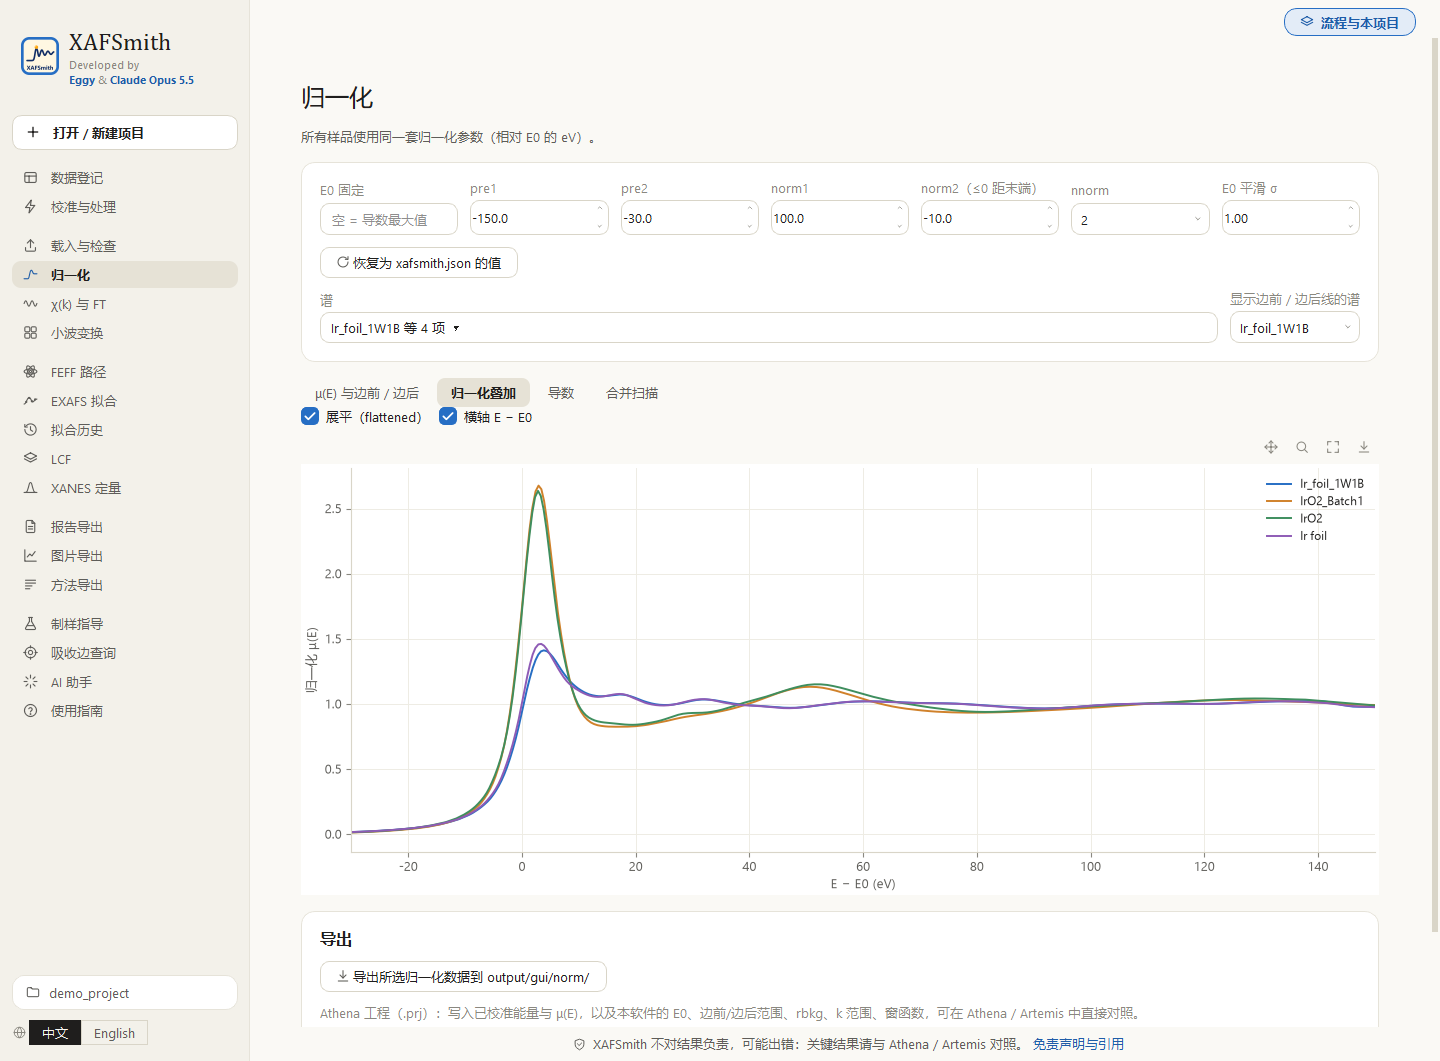 流程与本项目
XAFSmith
XAFSmith
Developed by
Eggy & Claude Opus 5.5
打开 / 新建项目
数据登记
校准与处理
载入与检查
归一化
χ(k) 与 FT
小波变换
FEFF 路径
EXAFS 拟合
拟合历史
LCF
XANES 定量
报告导出
图片导出
方法导出
制样指导
吸收边查询
AI 助手
使用指南
demo_project
中文
English
归一化
所有样品使用同一套归一化参数（相对 E0 的 eV）。
E0 固定
pre1
pre2
norm1
norm2（≤0 距末端）
nnorm
E0 平滑 σ
空 = 导数最大值
-150.0
-30.0
100.0
-10.0
2
1.00
恢复为 xafsmith.json 的值
谱
显示边前 / 边后线的谱
Ir_foil_1W1B 等 4 项
Ir_foil_1W1B
μ(E) 与边前 / 边后
归一化叠加
导数
合并扫描
展平（flattened）
横轴 E − E0
Ir_foil_1W1B
IrO2_Batch1
IrO2
Ir foil
归一化 μ(E)
2.5
2.0
1.5
1.0
0.5
0.0
-20
0
20
40
60
80
100
120
140
E − E0 (eV)
导出
导出所选归一化数据到 output/gui/norm/
Athena 工程（.prj）：写入已校准能量与 μ(E)，以及本软件的 E0、边前/边后范围、rbkg、k 范围、窗函数，可在 Athena / Artemis 中直接对照。
XAFSmith 不对结果负责，可能出错：关键结果请与 Athena / Artemis 对照。 免责声明与引用